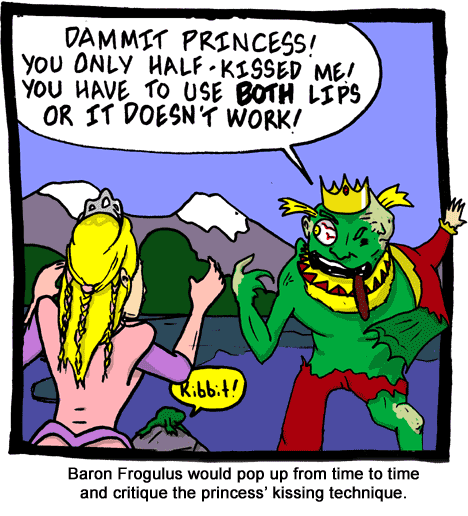 DAMMIT PRINCESS!
YOU ONLY HALF-KISSED ME!
YOU HAVE TO USE BOTH LIPS
OR IT DOESN'T WORK!
Ribbit!
Baron Frogulus would pop up from time to time
and critique the princess' kissing technique.